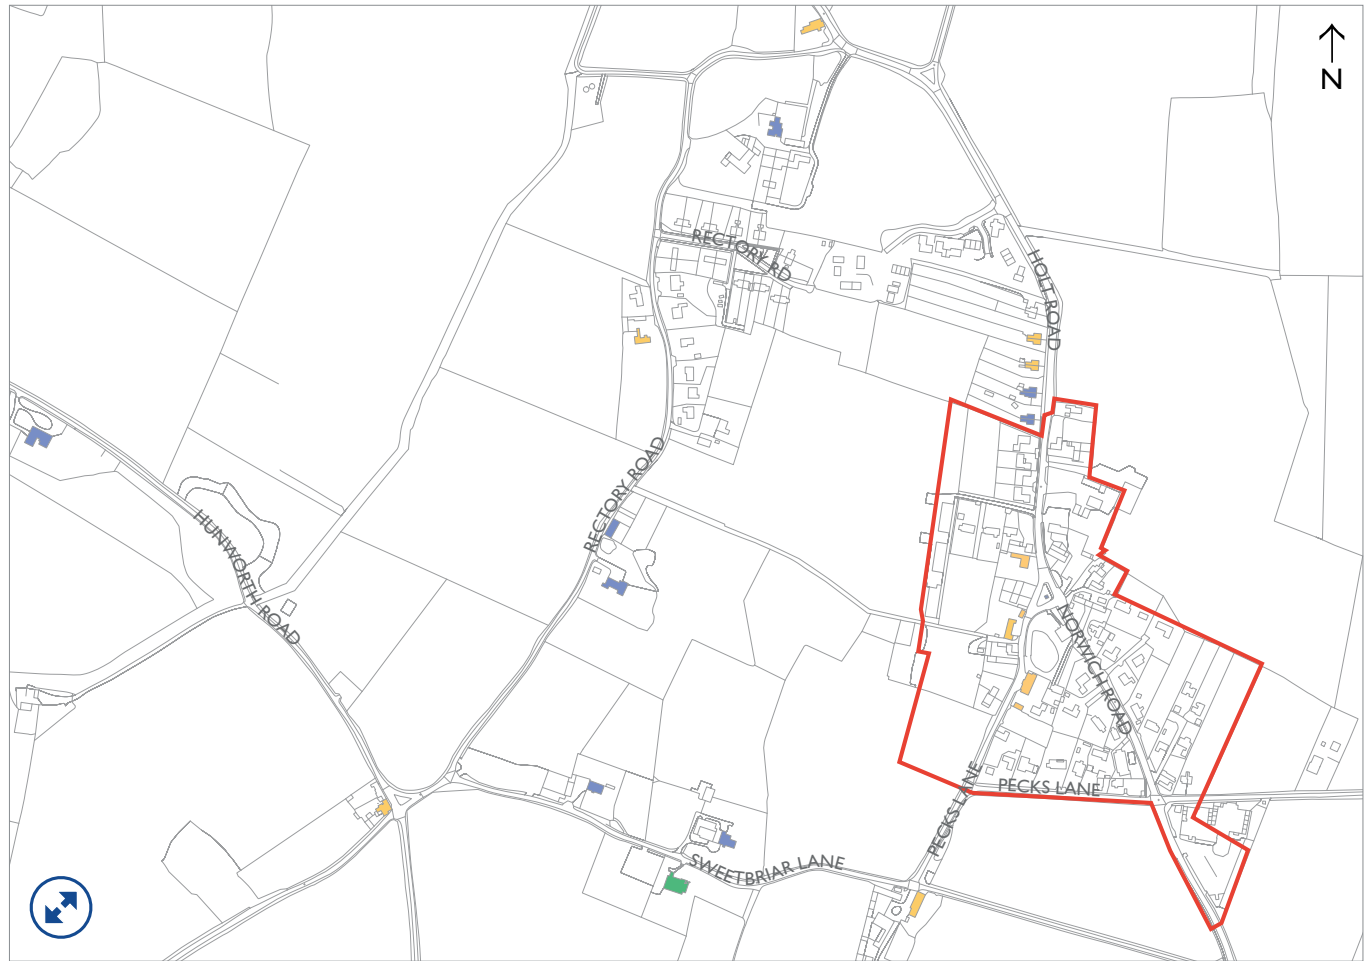 N
RECTORY RD
HOLT ROAD
RECTORY ROAD
HUNWORTH ROAD
NORWICH ROAD
PECKS LANE
PECKS LANE
SWEETBRIAR LANE